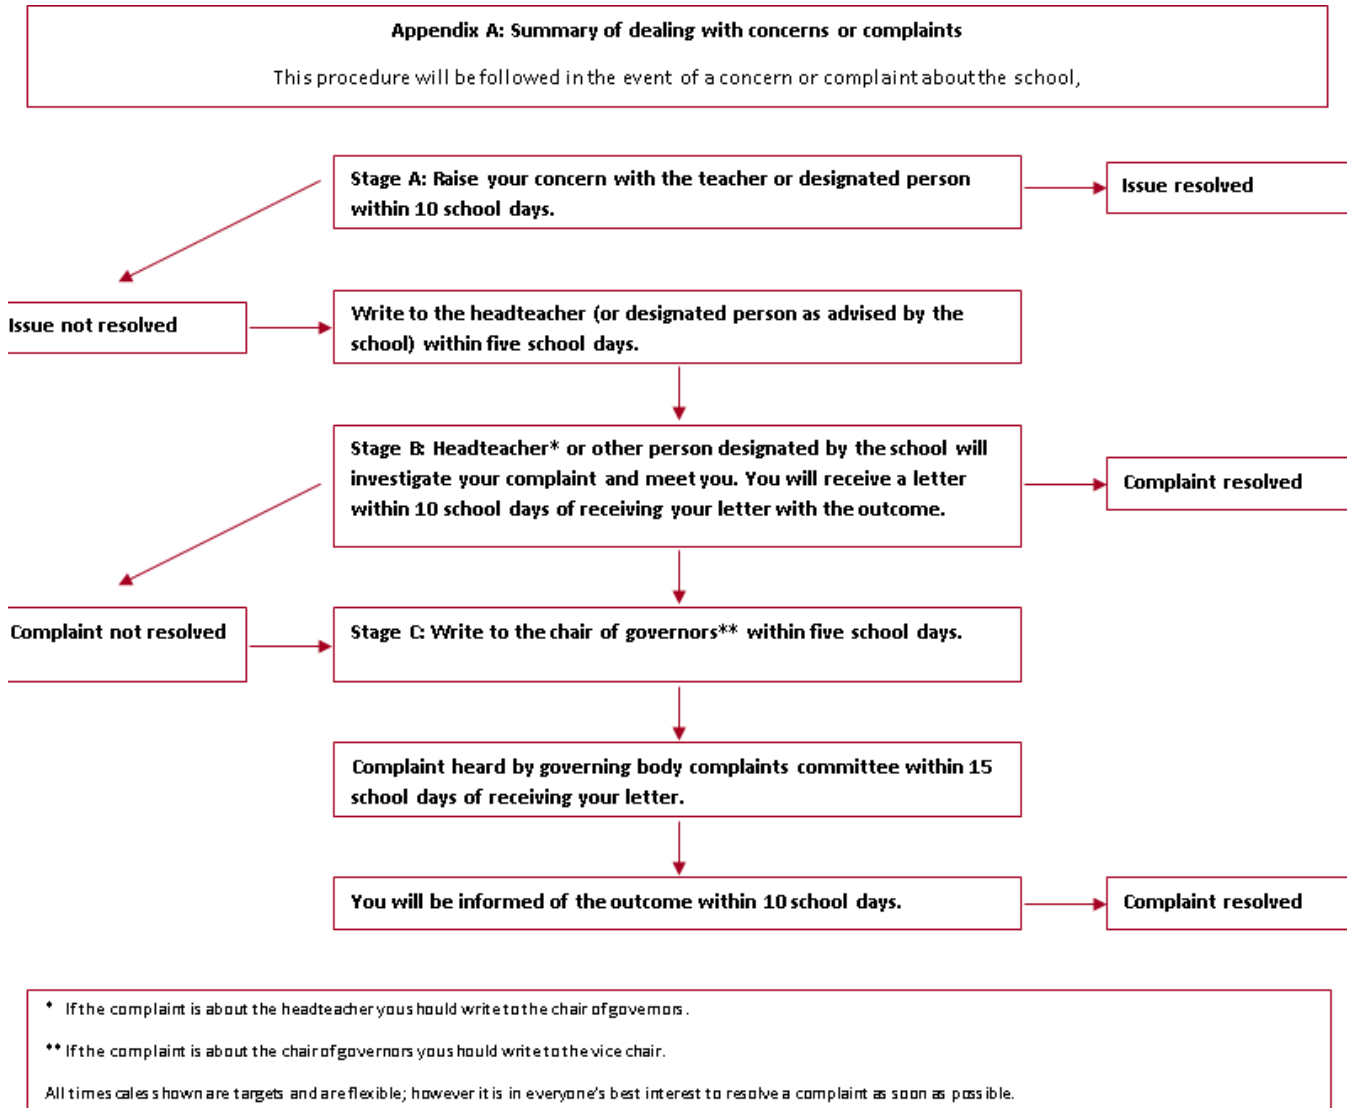 Appendix A: Summary of dealing with concerns or complaints
This procedure will be followed in the event of a concern or complaint about the school,
Stage A: Raise your concern with the teacher or designated person
within 10 school days.
Issue resolved
Issue not resolved
Write to the headteacher (or designated person as advised by the
school) within five school days.
Stage B: Headteacher* or other person designated by the school will
investigate your complaint and meet you. You will receive a letter
within 10 school days of receiving your letter with the outcome.
Complaint resolved
Complaint not resolved
Stage C: Write to the chair of governors** within five school days.
Complaint heard by governing body complaints committee within 15
school days of receiving your letter.
You will be informed of the outcome within 10 school days.
Complaint resolved
* If the complaint is about the headteacher you should write to the chair of governors.
** If the complaint is about the chair of governors you should write to the vice chair.
All timescales shown are targets and are flexible; however it is in everyone's best interest to resolve a complaint as soon as possible.